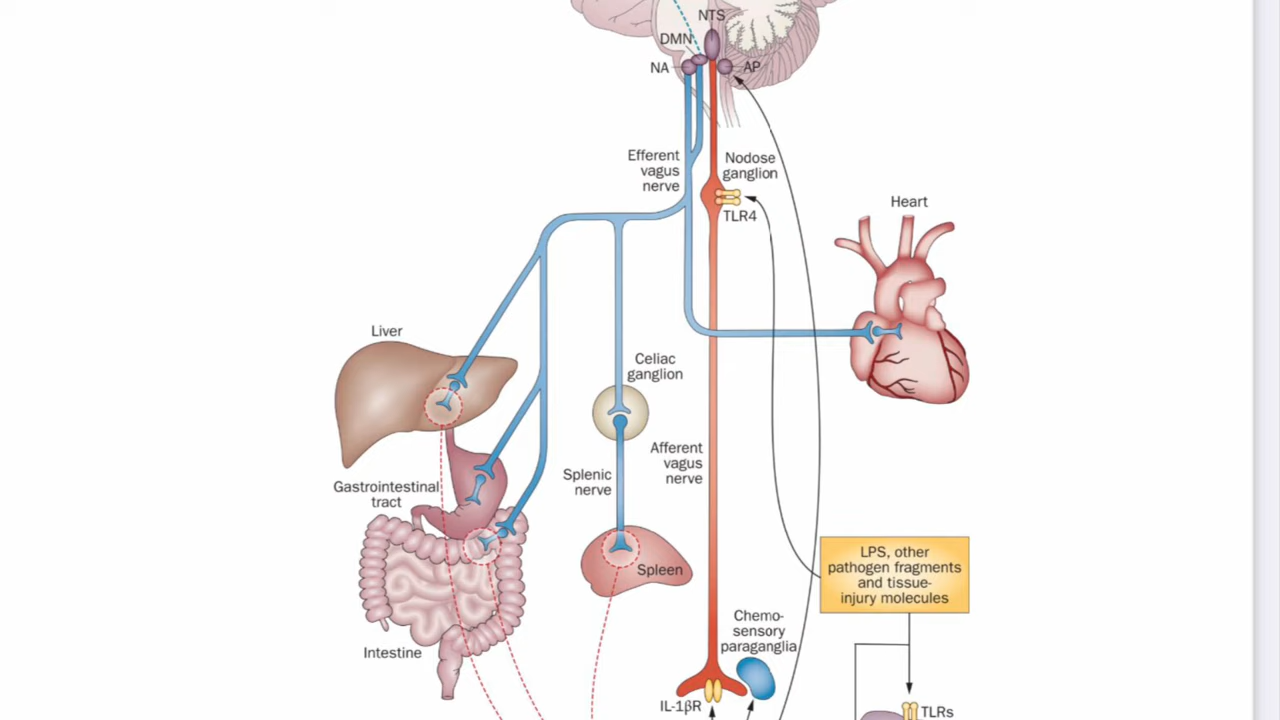 NTS
DMN
NA
AP
Efferent
vagus
nerve
Nodose
ganglion
TLR4
Heart
Liver
Celiac
ganglion
Afferent
vagus
nerve
Splenic
nerve
Gastrointestinal
tract
LPS, other
pathogen fragments
and tissue-
injury molecules
Spleen
Chemo-
sensory
paraganglia
Intestine
IL-1βR
TLRs